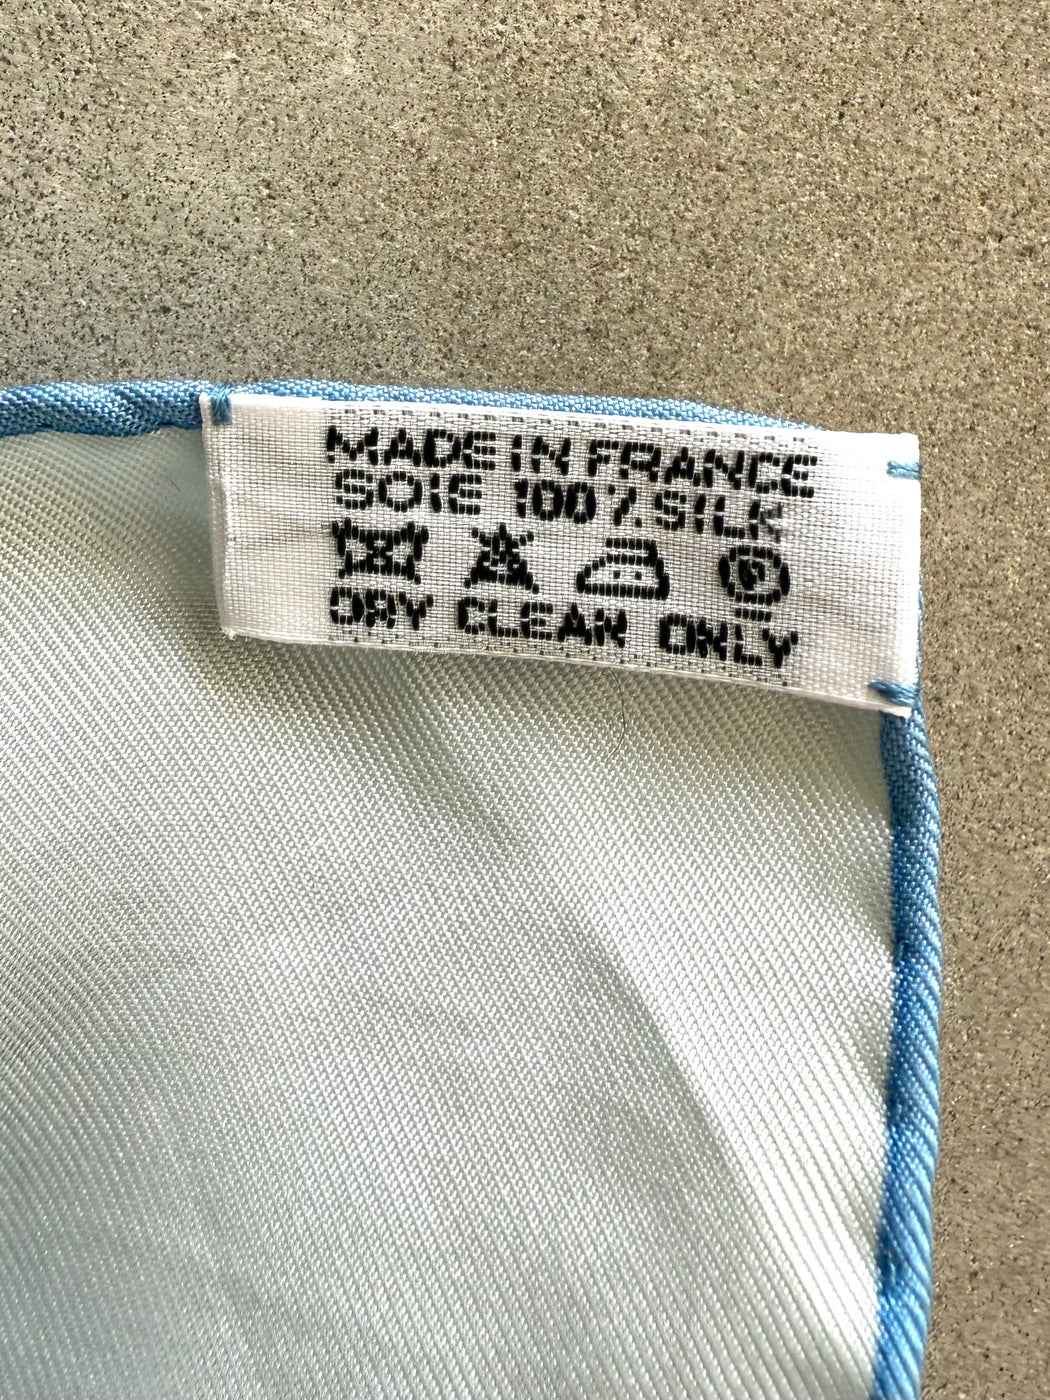 MADE IN FRANCE
SOIE 100% SILK
P
DRY CLEAN ONLY